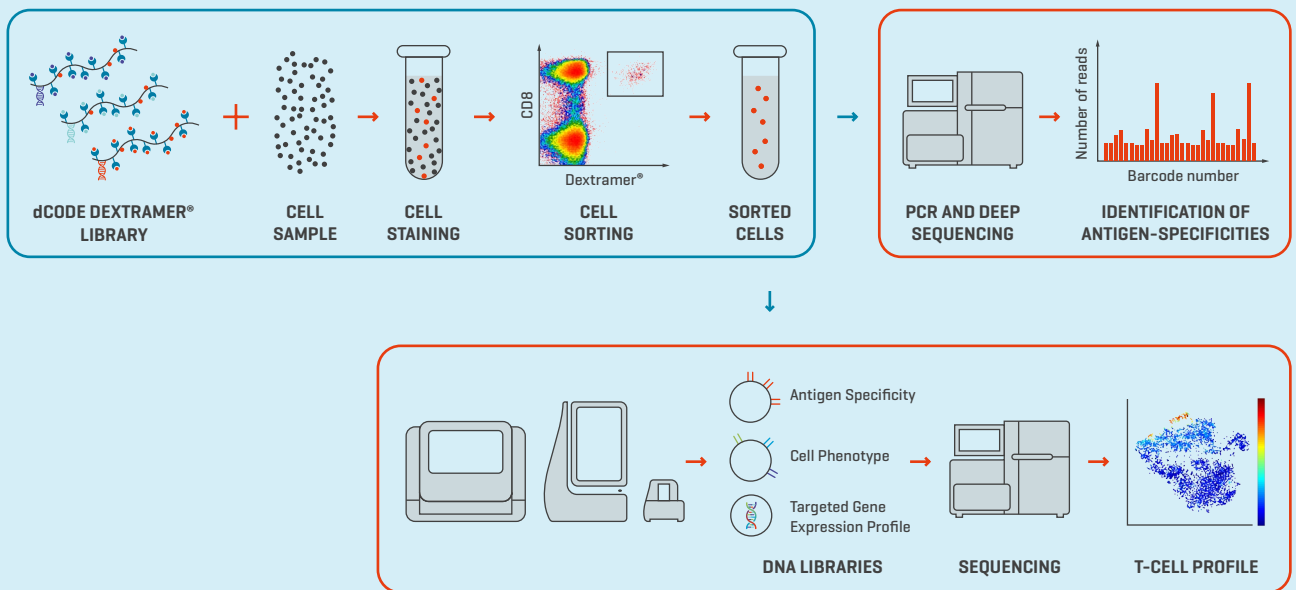 CD8
Dextramer®
dCODE DEXTRAMER®
LIBRARY
CELL
SAMPLE
CELL
STAINING
CELL
SORTING
SORTED
CELLS
Number of reads
Barcode number
PCR AND DEEP
SEQUENCING
IDENTIFICATION OF
ANTIGEN-SPECIFICITIES
Antigen Specificity
Cell Phenotype
Targeted Gene
Expression Profile
DNA LIBRARIES
SEQUENCING
T-CELL PROFILE